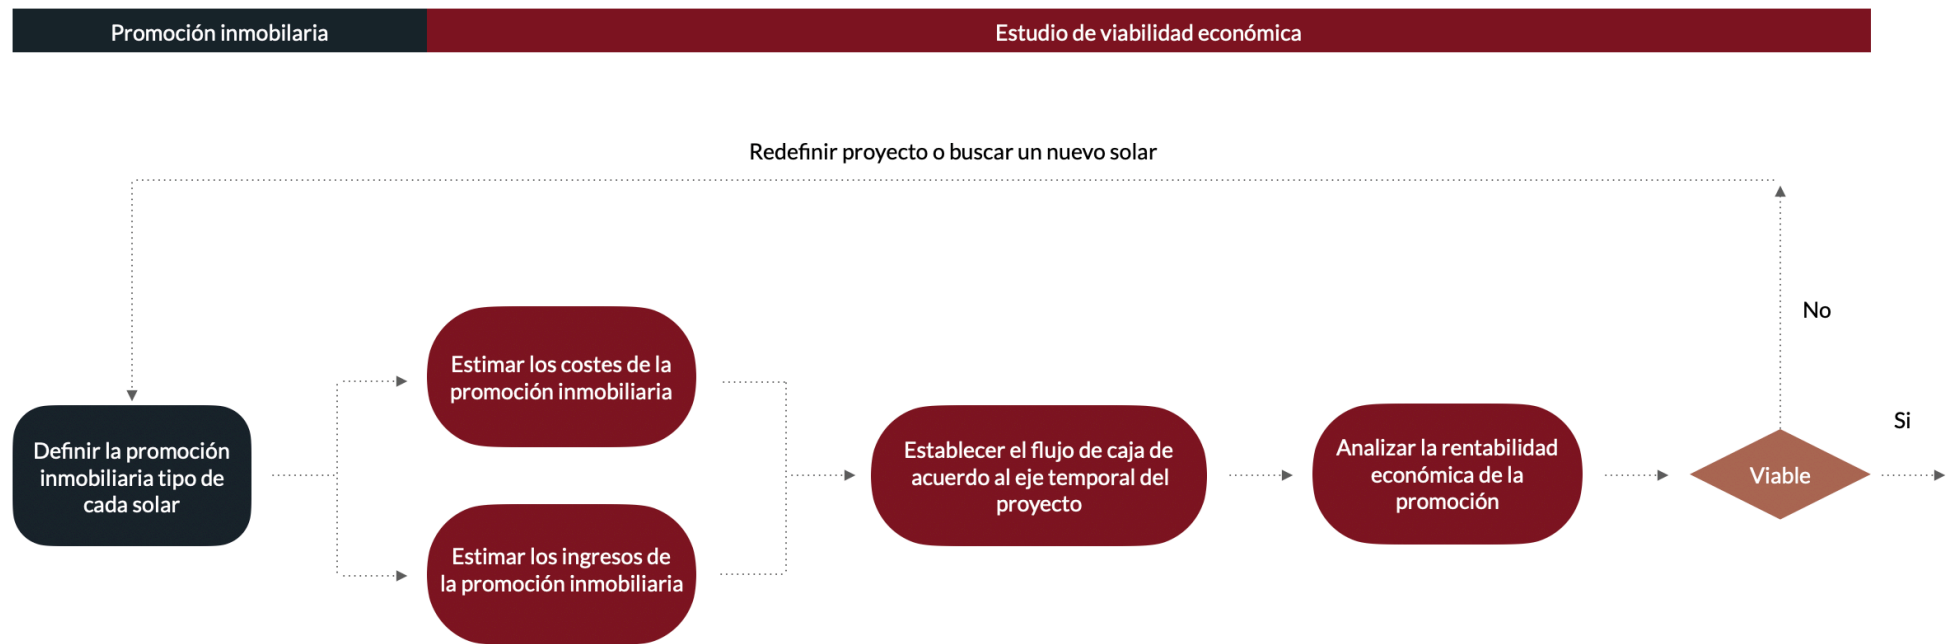 Promoción inmobilaria
Estudio de viabilidad económica
Redefinir proyecto o buscar un nuevo solar
No
Estimar los costes de la
promoción inmobiliaria
Si
Definir la promoción
inmobiliaria tipo de
cada solar
Establecer el flujo de caja de
acuerdo al eje temporal del
proyecto
Analizar la rentabilidad
económica de la
promoción
Viable
Estimar los ingresos de
la promoción inmobiliaria